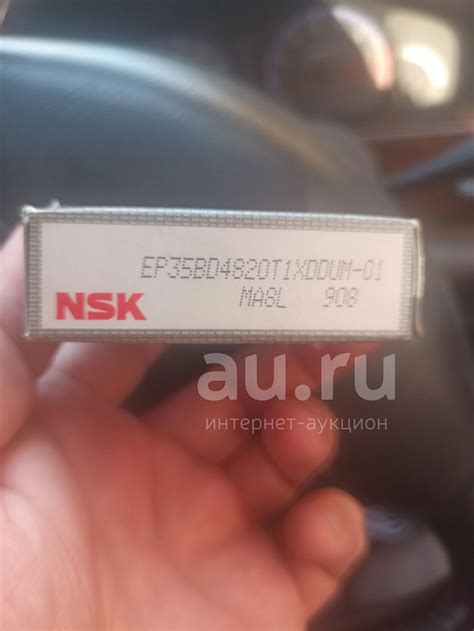 EP35BD4820T1XDDUM-01
NSK
MA8L 908
au.ru
интернет-аукцион